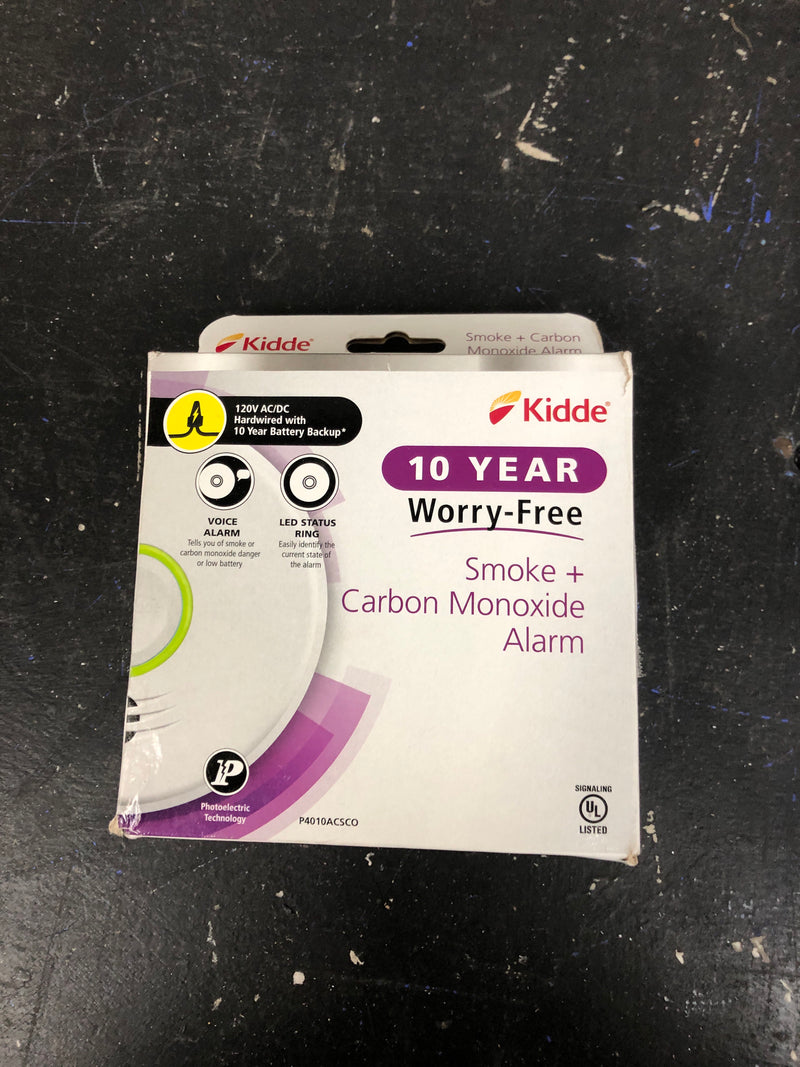 Kidde®
Smoke + Carbon
Monoxide Alarm
120V AC/DC
Hardwired with
10 Year Battery Backup*
Kidde®
10 YEAR
Worry-Free
VOICE
ALARM
Tells you of smoke or
carbon monoxide danger
or low battery
LED STATUS
RING
Easily identify the
current state of
the alarm
Smoke +
Carbon Monoxide
Alarm
P
Photoelectric
Technology
P4010ACSCO
SIGNALING
UL
LISTED